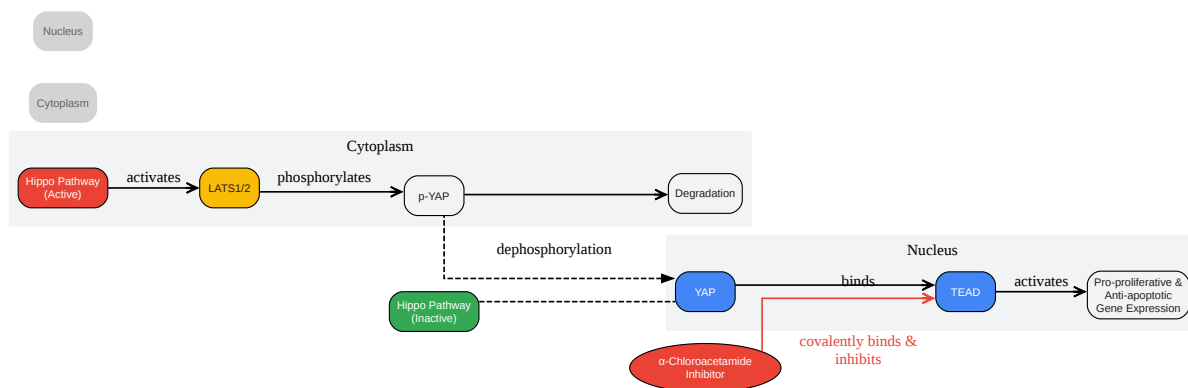 Nucleus
Cytoplasm
Cytoplasm
Hippo Pathway
(Active)
activates
LATS1/2
phosphorylates
p-YAP
Degradation
dephosphorylation
Nucleus
Hippo Pathway
(Inactive)
YAP
binds
TEAD
activates
Pro-proliferative &
Anti-apoptotic
Gene Expression
α-Chloroacetamide
Inhibitor
covalently binds &
inhibits